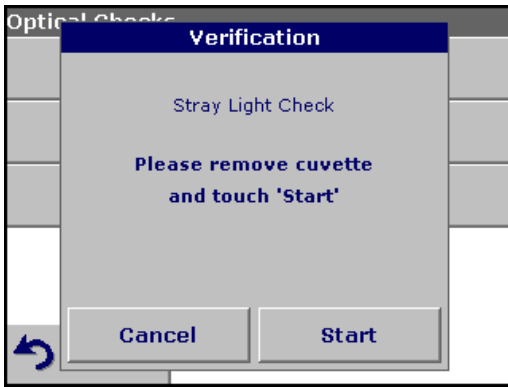 Optical Checks
Verification
Stray Light Check
Please remove cuvette
and touch 'Start'
Cancel
Start